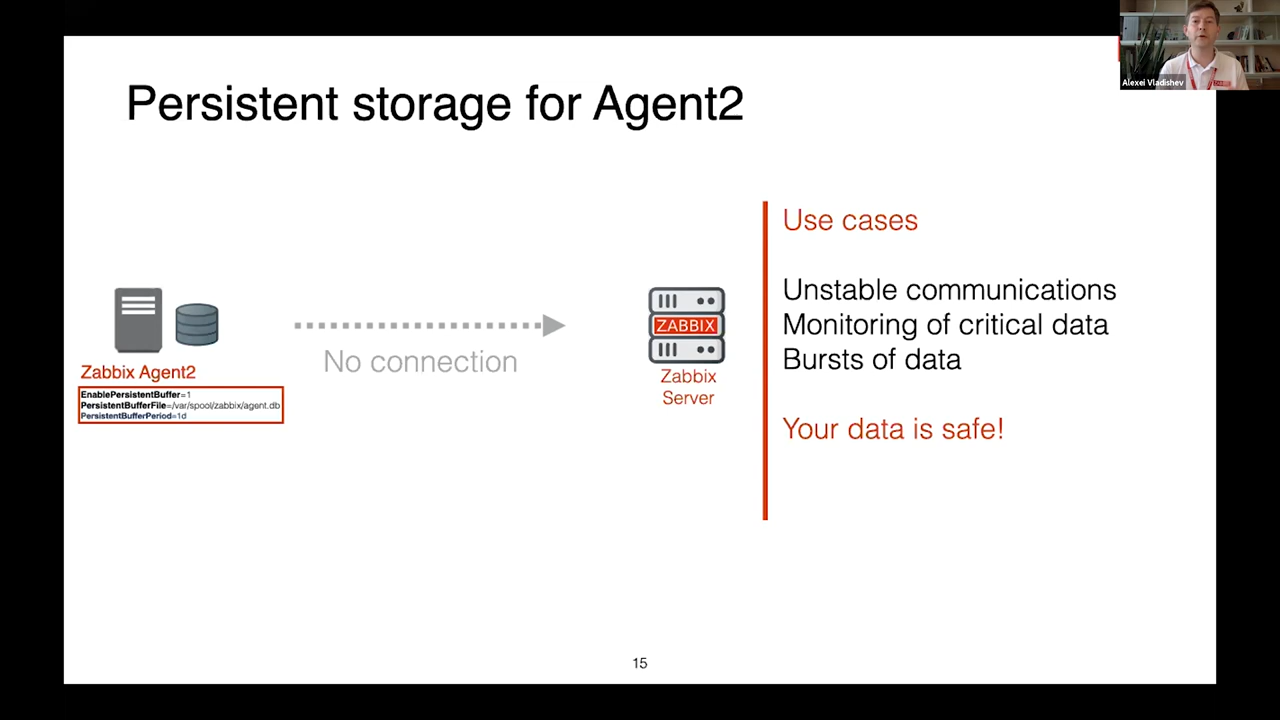 Persistent storage for Agent2
Alexei Vladishev
Use cases
Unstable communications
Monitoring of critical data
Bursts of data
Your data is safe!
No connection
ZABBIX
Zabbix
Server
Zabbix Agent2
EnablePersistentBuffer=1
PersistentBufferFile=/var/spool/zabbix/agent.db
PersistentBufferPeriod=1d
15